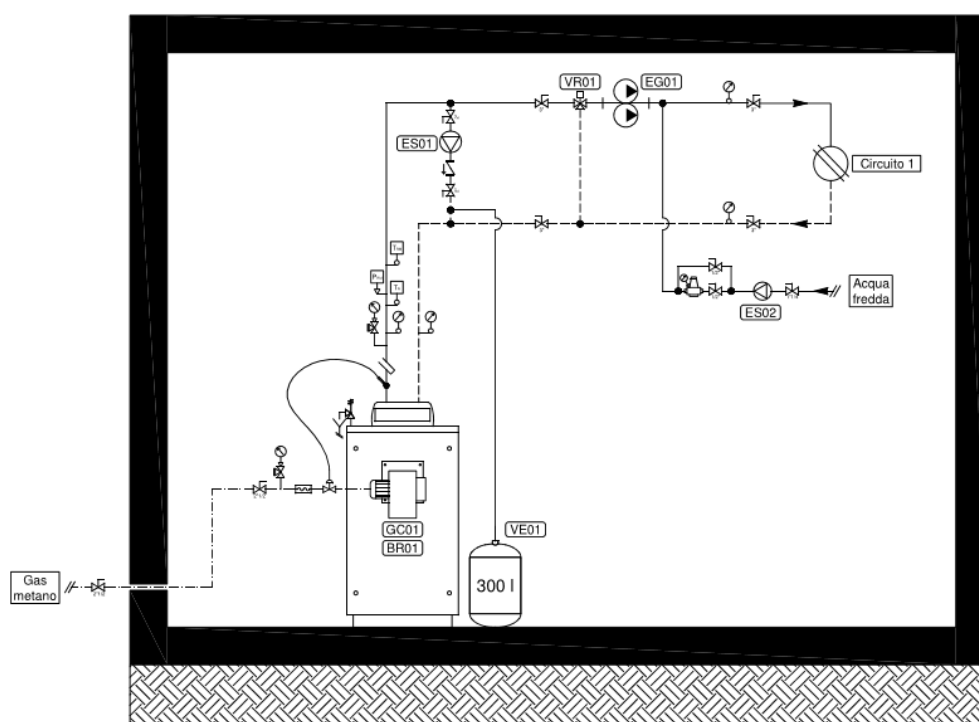 VR01
EG01
ES01
Circuito 1
Acqua
fredda
ES02
GC01
BR01
VE01
300 l
Gas
metano